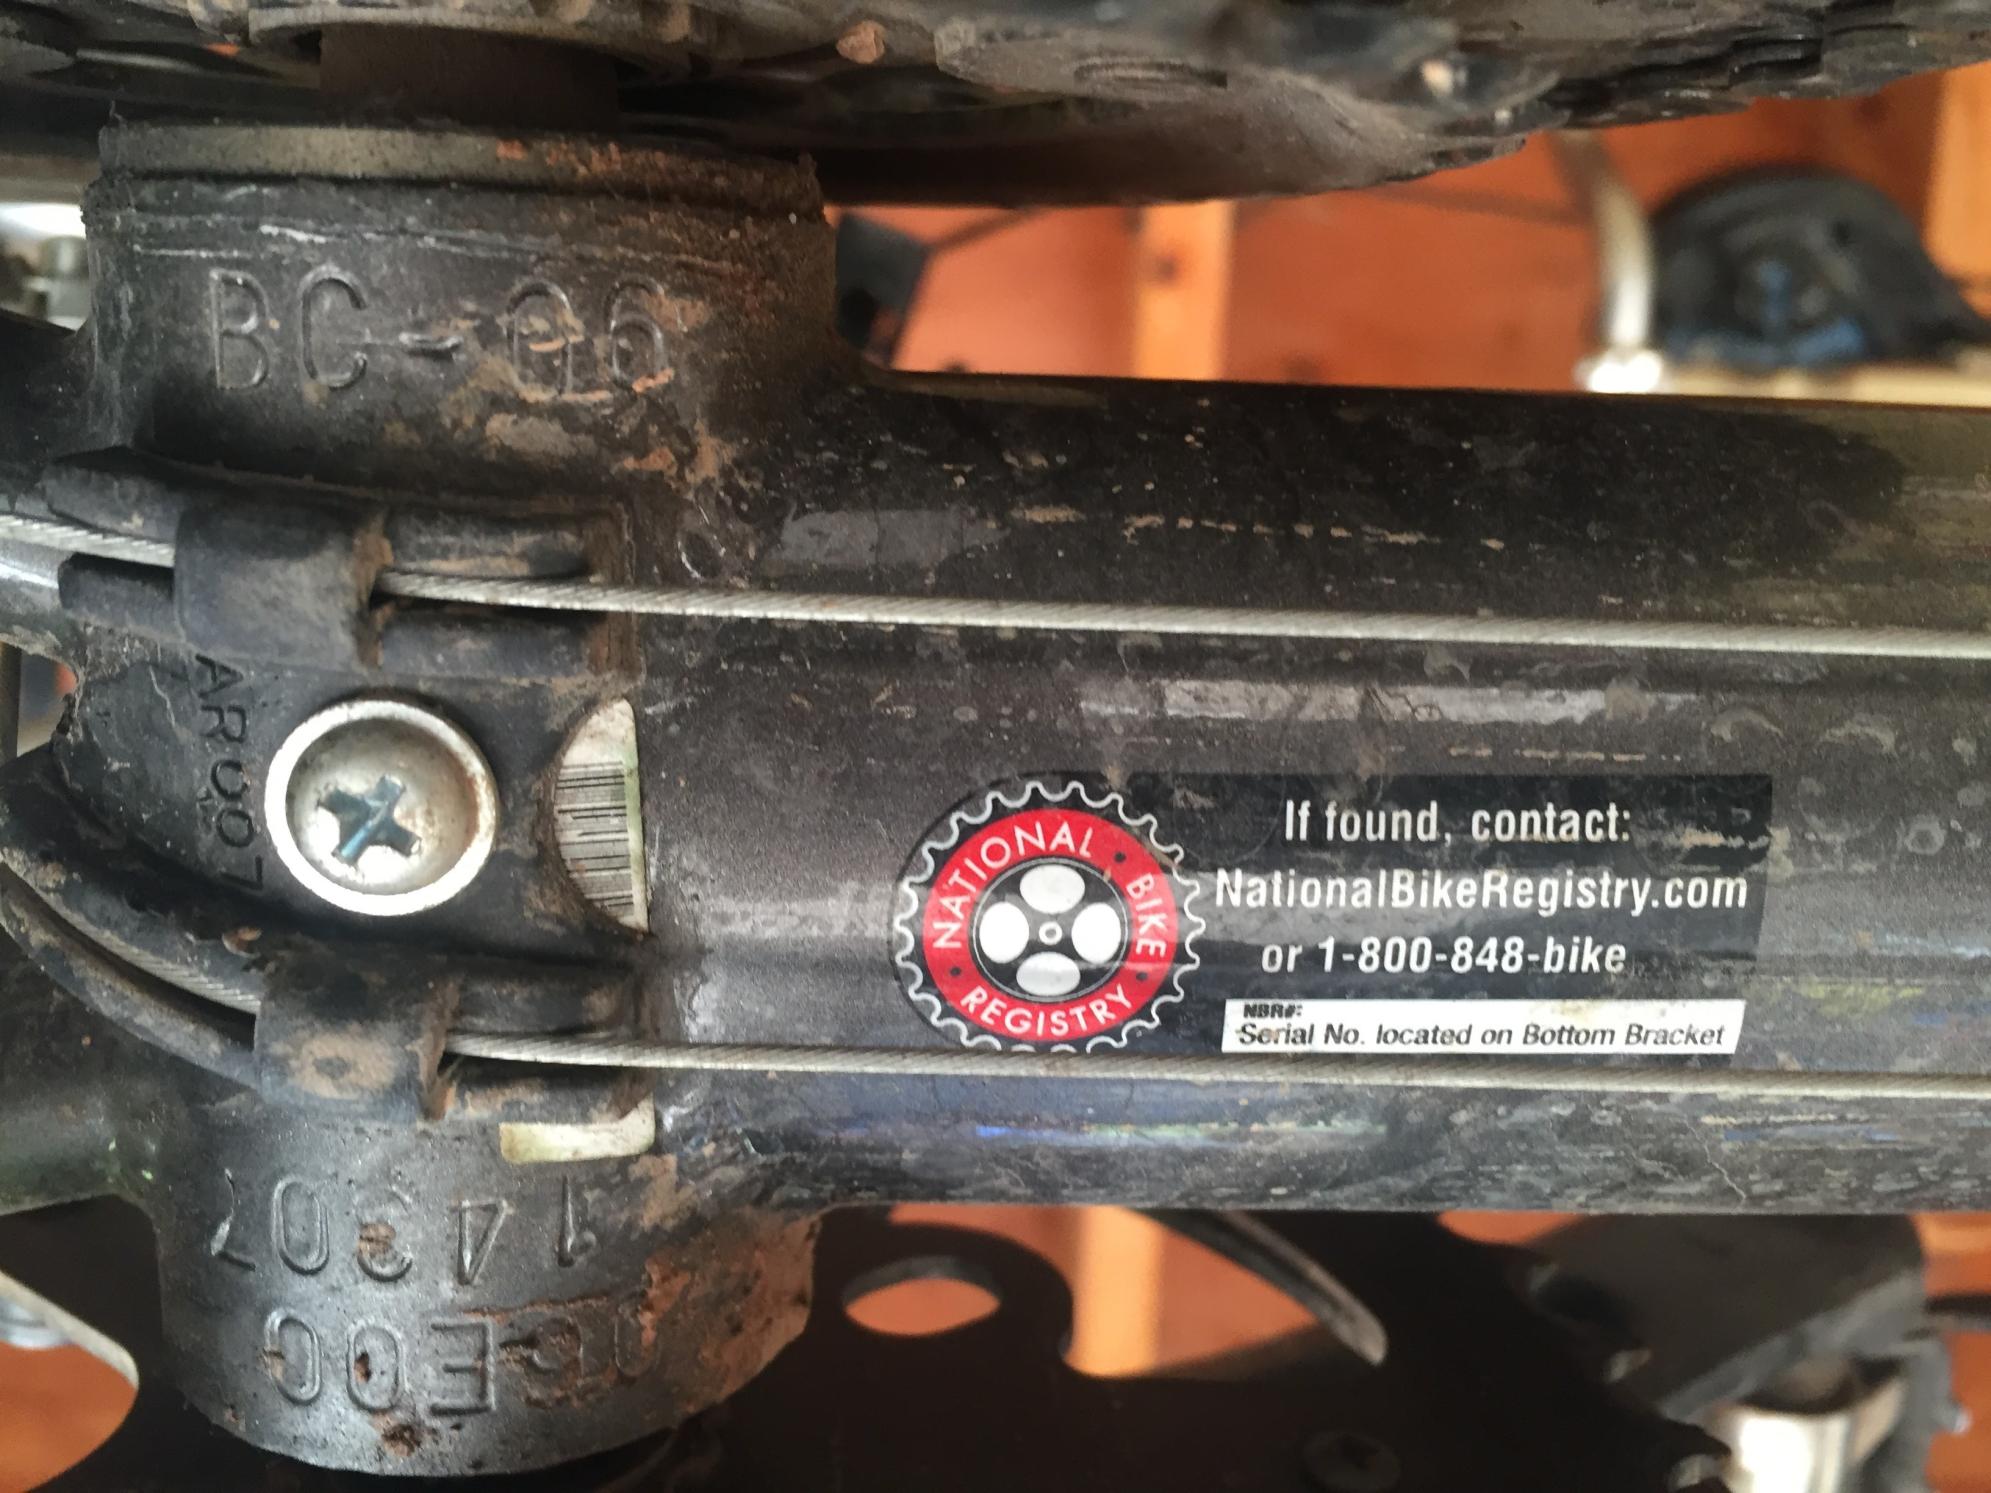 BC-06
ARO07
NATIONAL · BIKE · REGISTRY ·
If found, contact:
NationalBikeRegistry.com
or 1-800-848-bike
NBR#:
Serial No. located on Bottom Bracket
14307